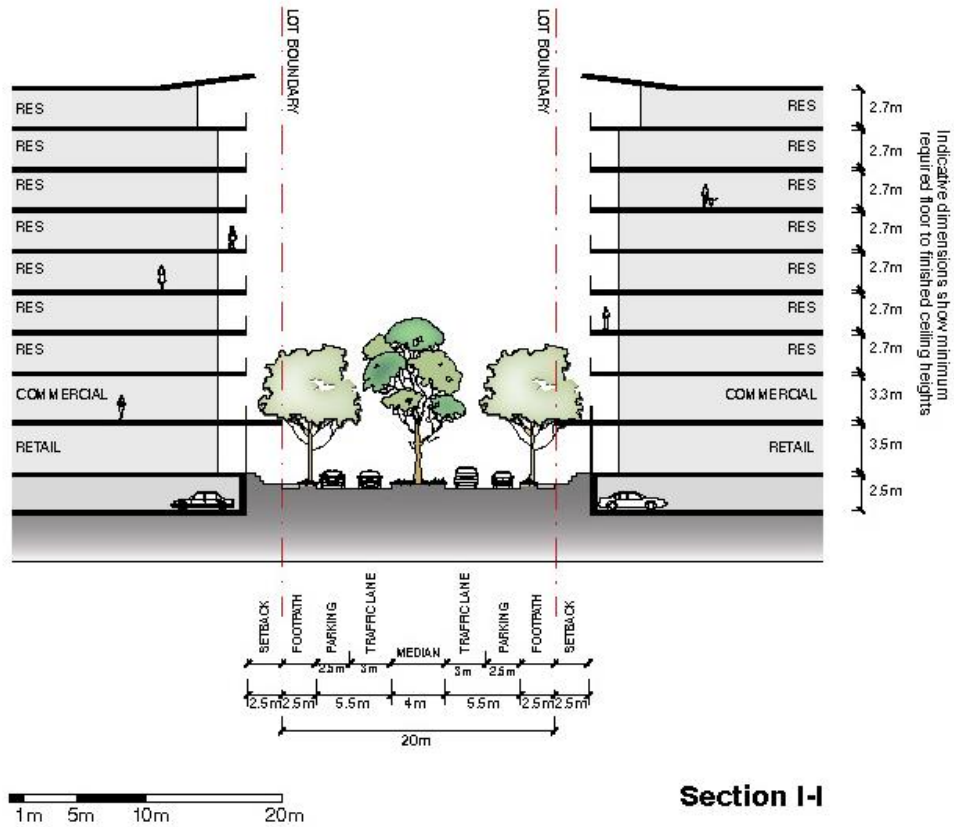 LOT BOUNDARY
LOT BOUNDARY
RES
RES
2.7m
RES
RES
2.7m
RES
RES
2.7m
RES
RES
2.7m
RES
RES
2.7m
RES
RES
2.7m
RES
RES
2.7m
COMMERCIAL
COMMERCIAL
3.3m
RETAIL
RETAIL
3.5m
2.5m
Indicative dimensions show minimum
required floor to finished ceiling heights
SETBACK
FOOTPATH
PARKING
TRAFFIC LANE
MEDIAN
TRAFFIC LANE
PARKING
FOOTPATH
SETBACK
2.5m 3m 3m 2.5m
2.5m 2.5m 5.5m 4m 5.5m 2.5m 2.5m
20m
1m 5m 10m 20m
Section I-I